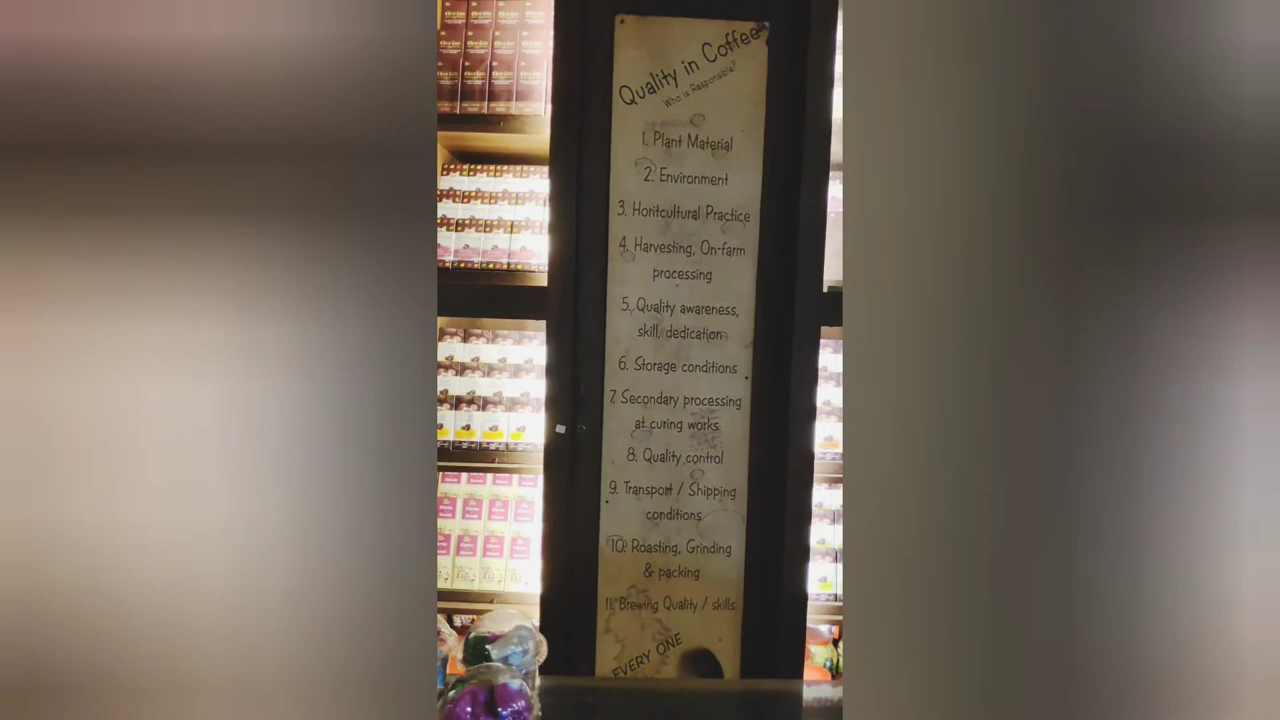 Quality in Coffee
Who is Responsible?
1. Plant Material
2. Environment
3. Horitcultural Practice
4. Harvesting, On-farm
processing
5. Quality awareness,
skill, dedication
6. Storage conditions
7. Secondary processing
at curing works
8. Quality control
9. Transport / Shipping
conditions
10. Roasting, Grinding
& packing
11. Brewing Quality / skills
EVERY ONE